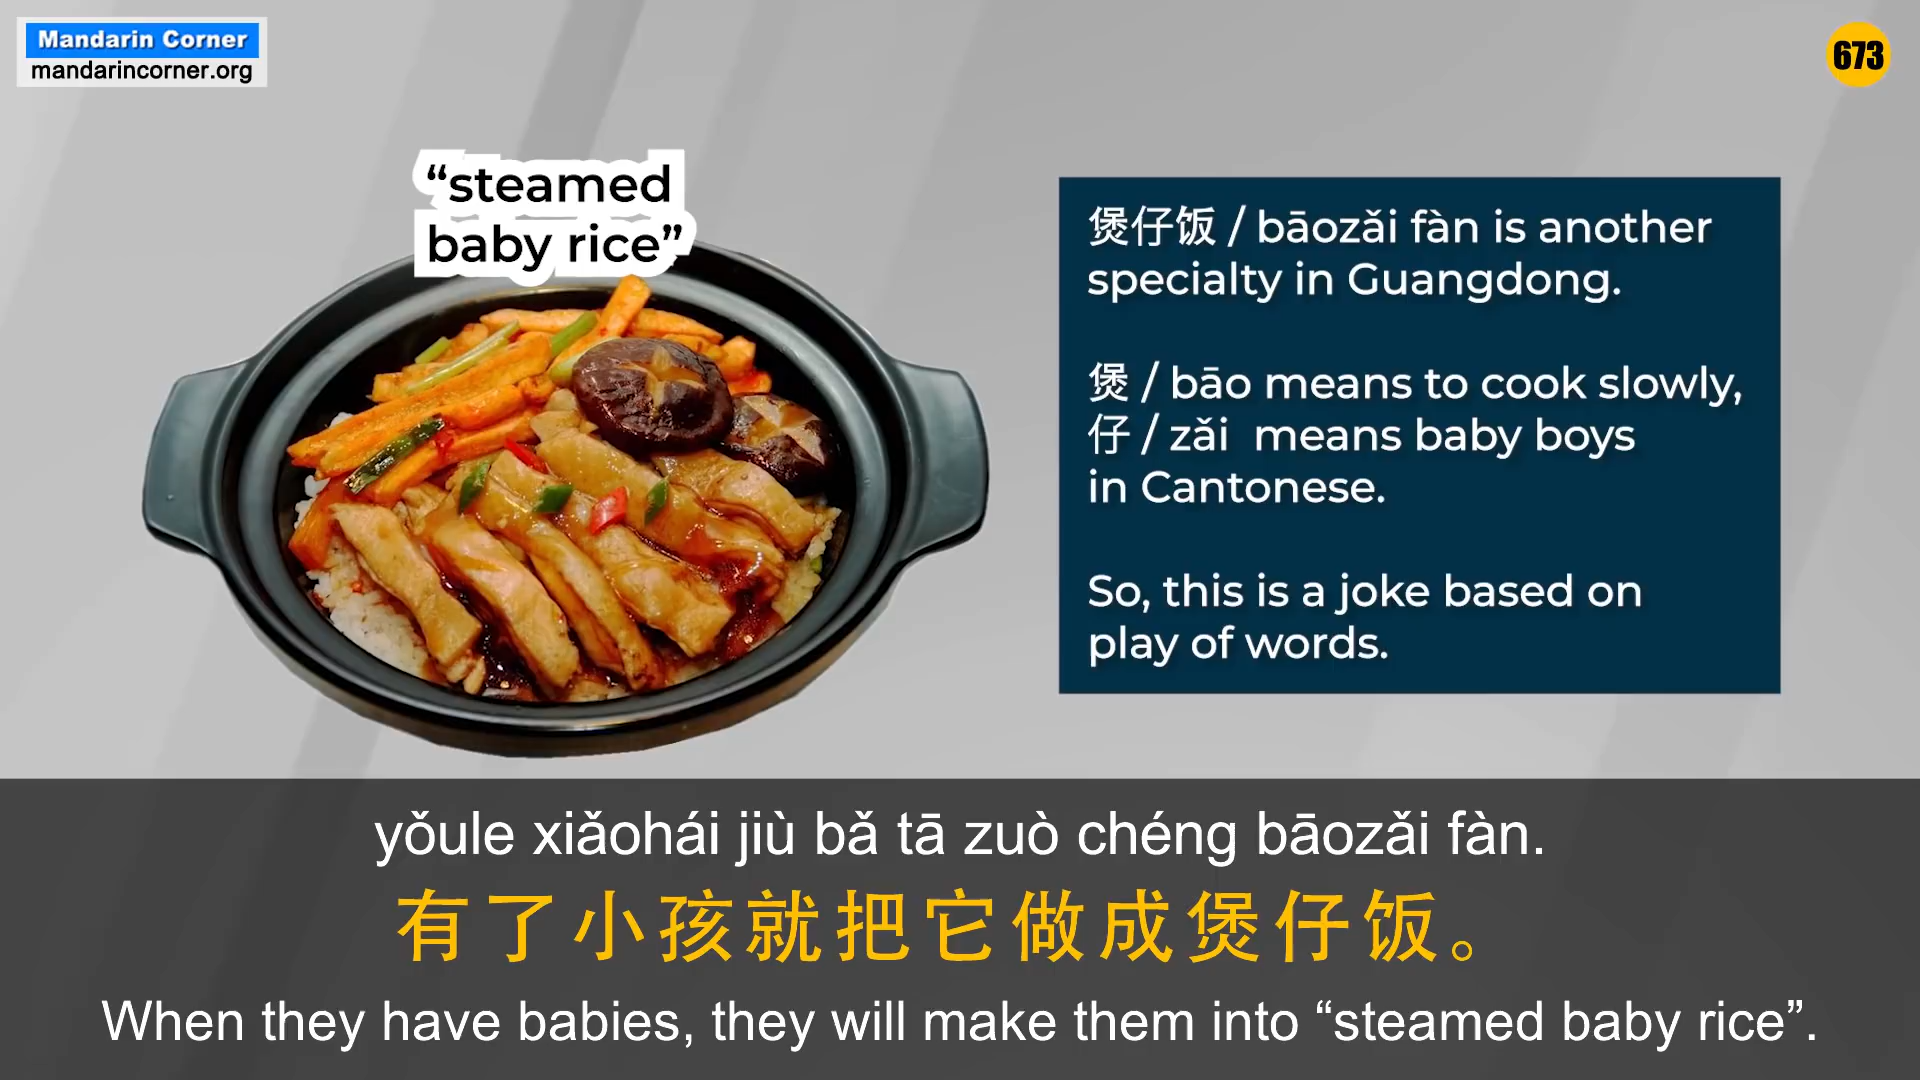 Mandarin Corner
mandarincorner.org
673
“steamed
baby rice”
煲仔饭 / bāozǎi fàn is another
specialty in Guangdong.
煲 / bāo means to cook slowly,
仔 / zǎi means baby boys
in Cantonese.
So, this is a joke based on
play of words.
yǒule xiǎohái jiù bǎ tā zuò chéng bāozǎi fàn.
有了小孩就把它做成煲仔饭。
When they have babies, they will make them into “steamed baby rice”.